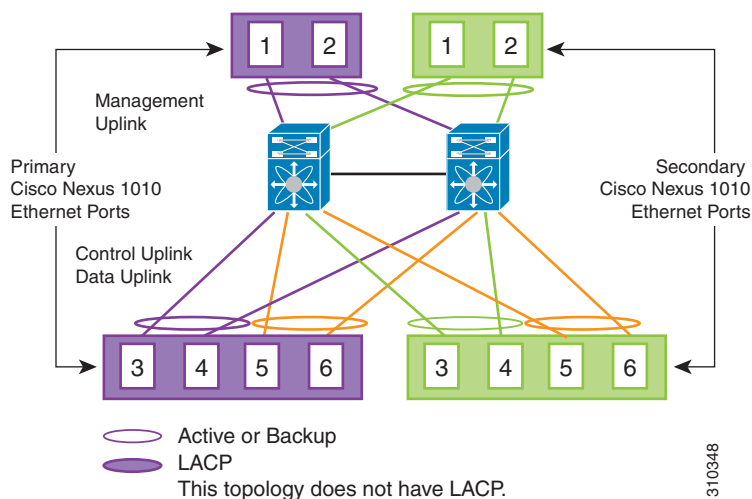 1 2 1 2
Management
Uplink
Primary
Cisco Nexus 1010
Ethernet Ports
Secondary
Cisco Nexus 1010
Ethernet Ports
Control Uplink
Data Uplink
3 4 5 6 3 4 5 6
Active or Backup
LACP
This topology does not have LACP.
310348